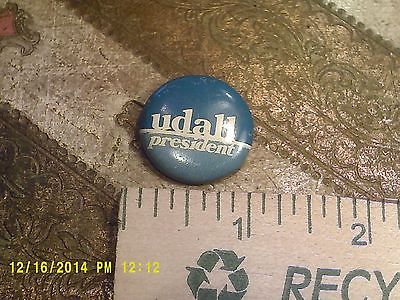 udall
president
1 2
RECY
12/16/2014 PM 12:12